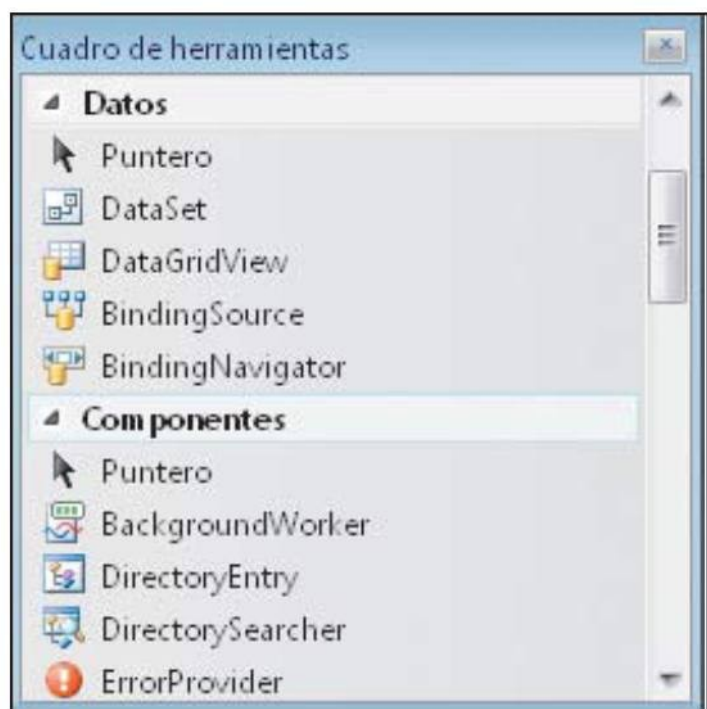 Cuadro de herramientas
Datos
Puntero
DataSet
DataGridView
BindingSource
BindingNavigator
Componentes
Puntero
BackgroundWorker
DirectoryEntry
DirectorySearcher
ErrorProvider